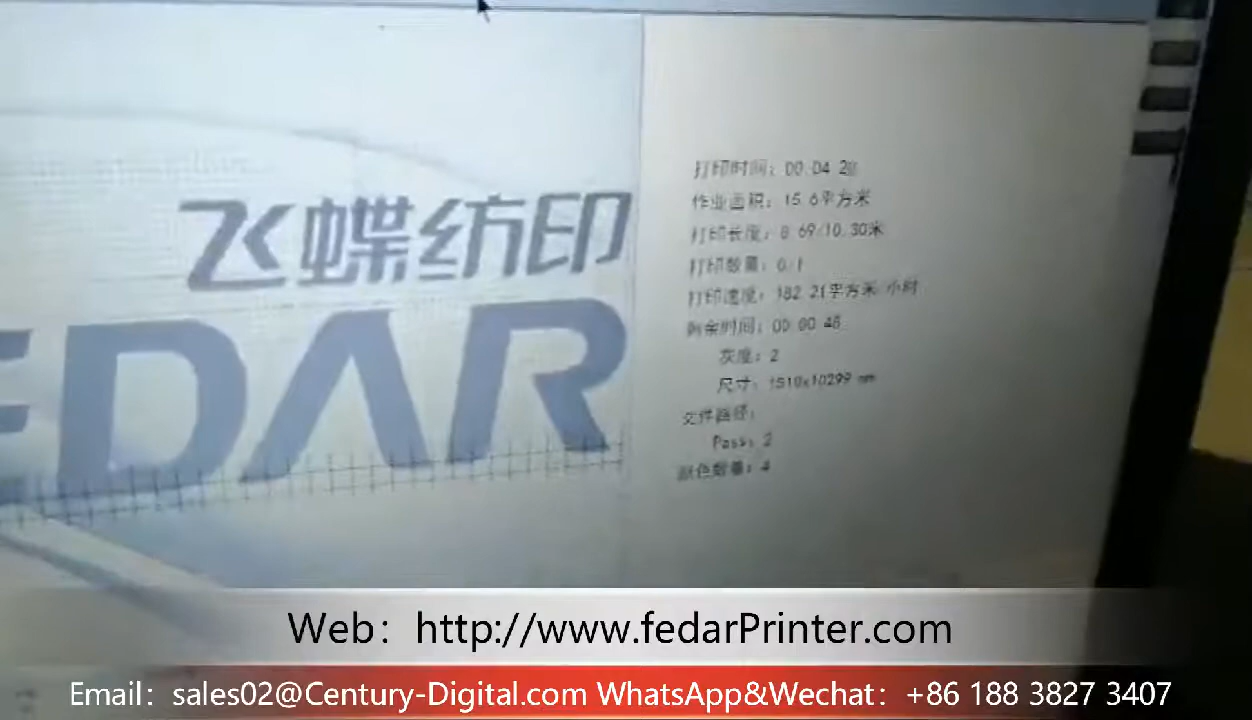 飞蝶纺印
EDAR
打印时间: 00:04
作业面积: 15.6平方米
打印长度: 8.69/10.30米
打印数量: 0/1
打印速度: 182.21平方米/小时
剩余时间: 00:00:48
灰度: 2
尺寸: 1510x10299 mm
文件路径:
Pass: 2
颜色数量: 4
Web: http://www.fedarPrinter.com
Email: sales02@Century-Digital.com WhatsApp&Wechat: +86 188 3827 3407